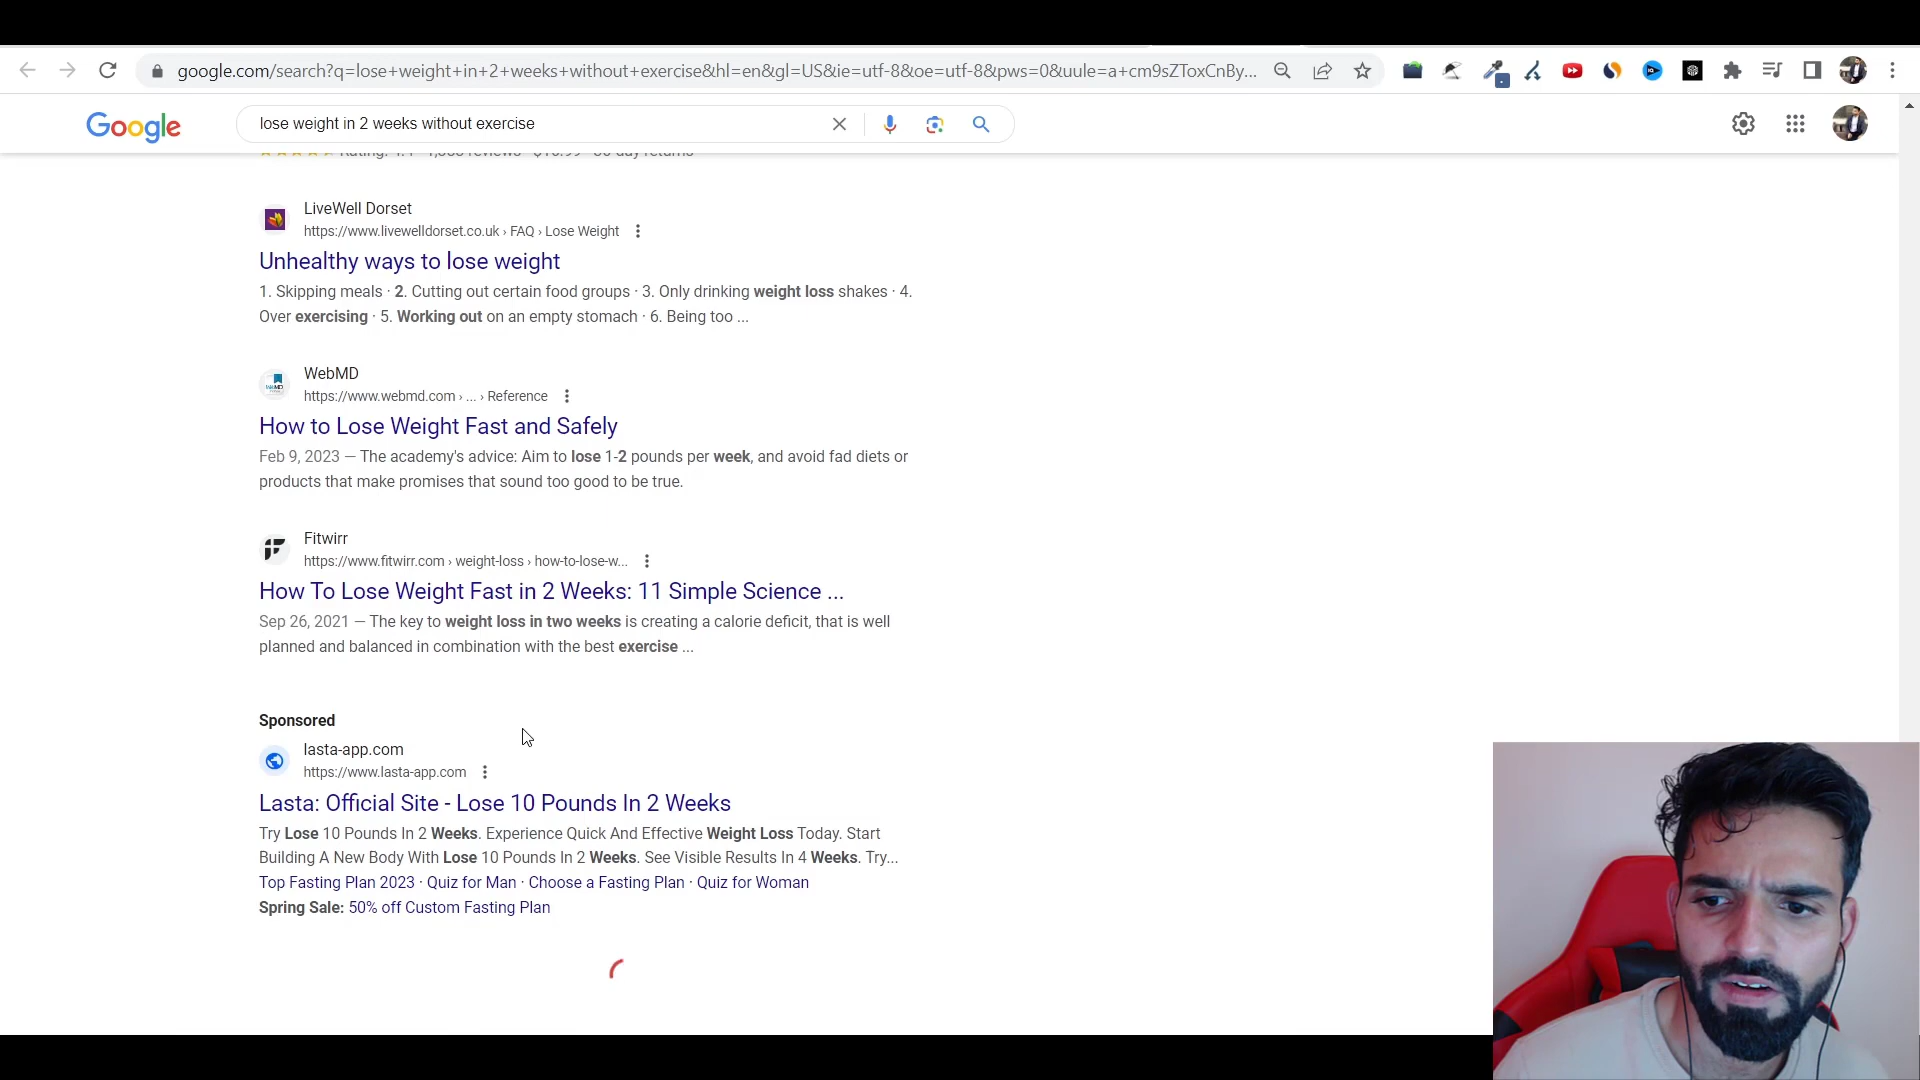 google.com/search?q=lose+weight+in+2+weeks+without+exercise&hl=en&gl=US&ie=utf-8&oe=utf-8&pws=0&uule=a+cm9sZToxCnBy...
Google
lose weight in 2 weeks without exercise
LiveWell Dorset
https://www.livewelldorset.co.uk › FAQ › Lose Weight
Unhealthy ways to lose weight
1. Skipping meals · 2. Cutting out certain food groups · 3. Only drinking weight loss shakes · 4.
Over exercising · 5. Working out on an empty stomach · 6. Being too ...
WebMD
https://www.webmd.com › ... › Reference
How to Lose Weight Fast and Safely
Feb 9, 2023 — The academy's advice: Aim to lose 1-2 pounds per week, and avoid fad diets or
products that make promises that sound too good to be true.
Fitwirr
https://www.fitwirr.com › weight-loss › how-to-lose-w...
How To Lose Weight Fast in 2 Weeks: 11 Simple Science ...
Sep 26, 2021 — The key to weight loss in two weeks is creating a calorie deficit, that is well
planned and balanced in combination with the best exercise ...
Sponsored
lasta-app.com
https://www.lasta-app.com
Lasta: Official Site - Lose 10 Pounds In 2 Weeks
Try Lose 10 Pounds In 2 Weeks. Experience Quick And Effective Weight Loss Today. Start
Building A New Body With Lose 10 Pounds In 2 Weeks. See Visible Results In 4 Weeks. Try...
Top Fasting Plan 2023 · Quiz for Man · Choose a Fasting Plan · Quiz for Woman
Spring Sale: 50% off Custom Fasting Plan